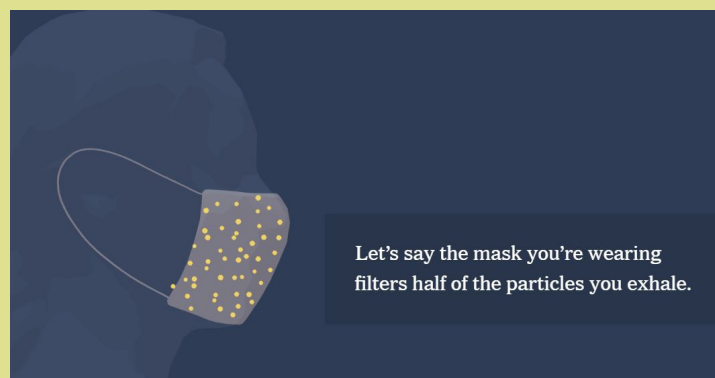 Let’s say the mask you’re wearing
filters half of the particles you exhale.